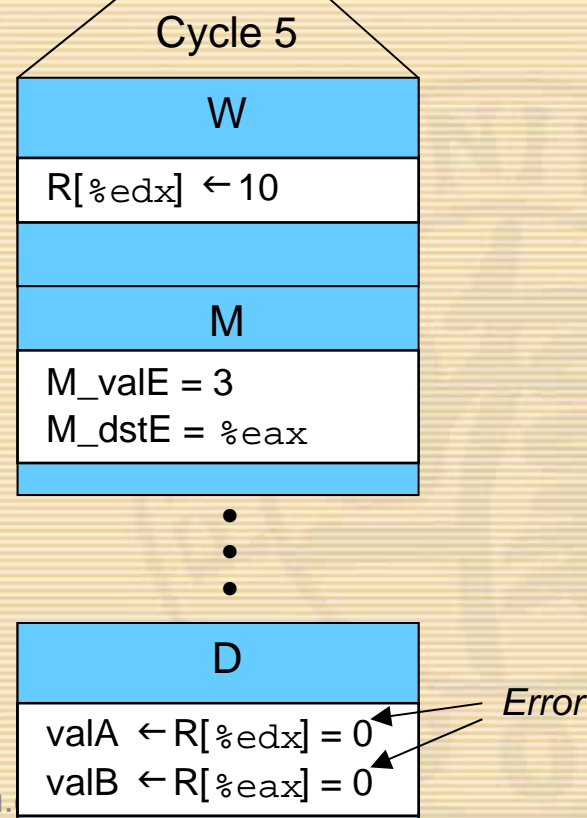 Cycle 5
W
R[%edx] ← 10
M
M_valE = 3
M_dstE = %eax
•
•
•
D
Error
valA ← R[%edx] = 0
valB ← R[%eax] = 0